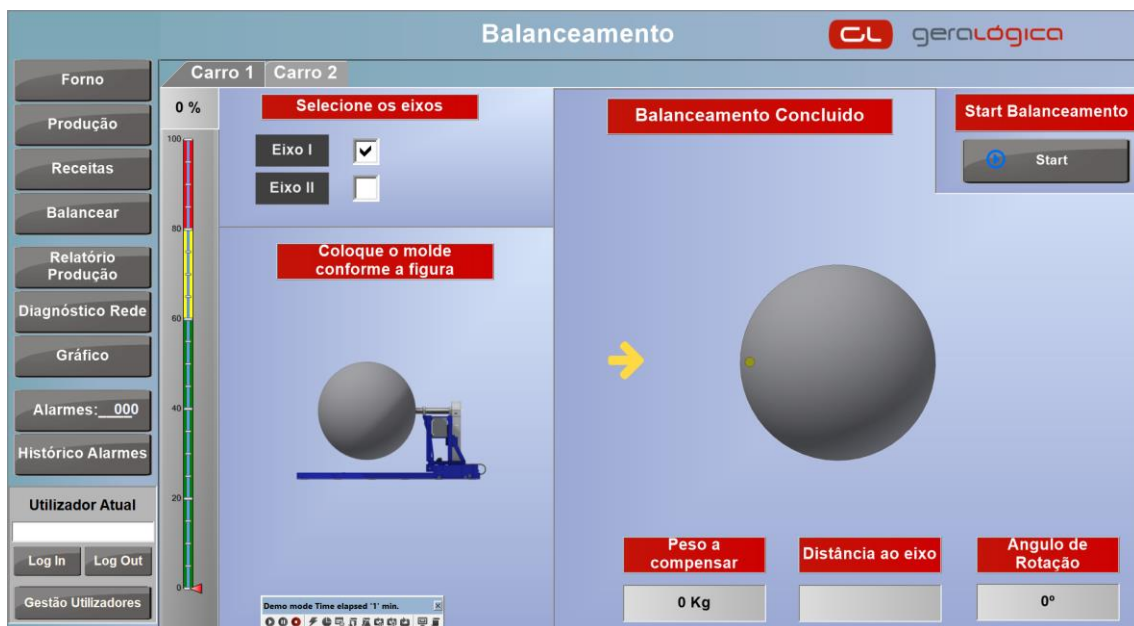 Balanceamento
GL geralógica
Forno
Produção
Receitas
Balancear
Relatório
Produção
Diagnóstico Rede
Gráfico
Alarmes:__000
Histórico Alarmes
Utilizador Atual
Log In
Log Out
Gestão Utilizadores
Carro 1
Carro 2
0 %
100
80
60
40
20
0
Selecione os eixos
Eixo I
Eixo II
Coloque o molde
conforme a figura
Demo mode Time elapsed '1' min.
Balanceamento Concluido
Start Balanceamento
Start
Peso a
compensar
0 Kg
Distância ao eixo
Angulo de
Rotação
0º